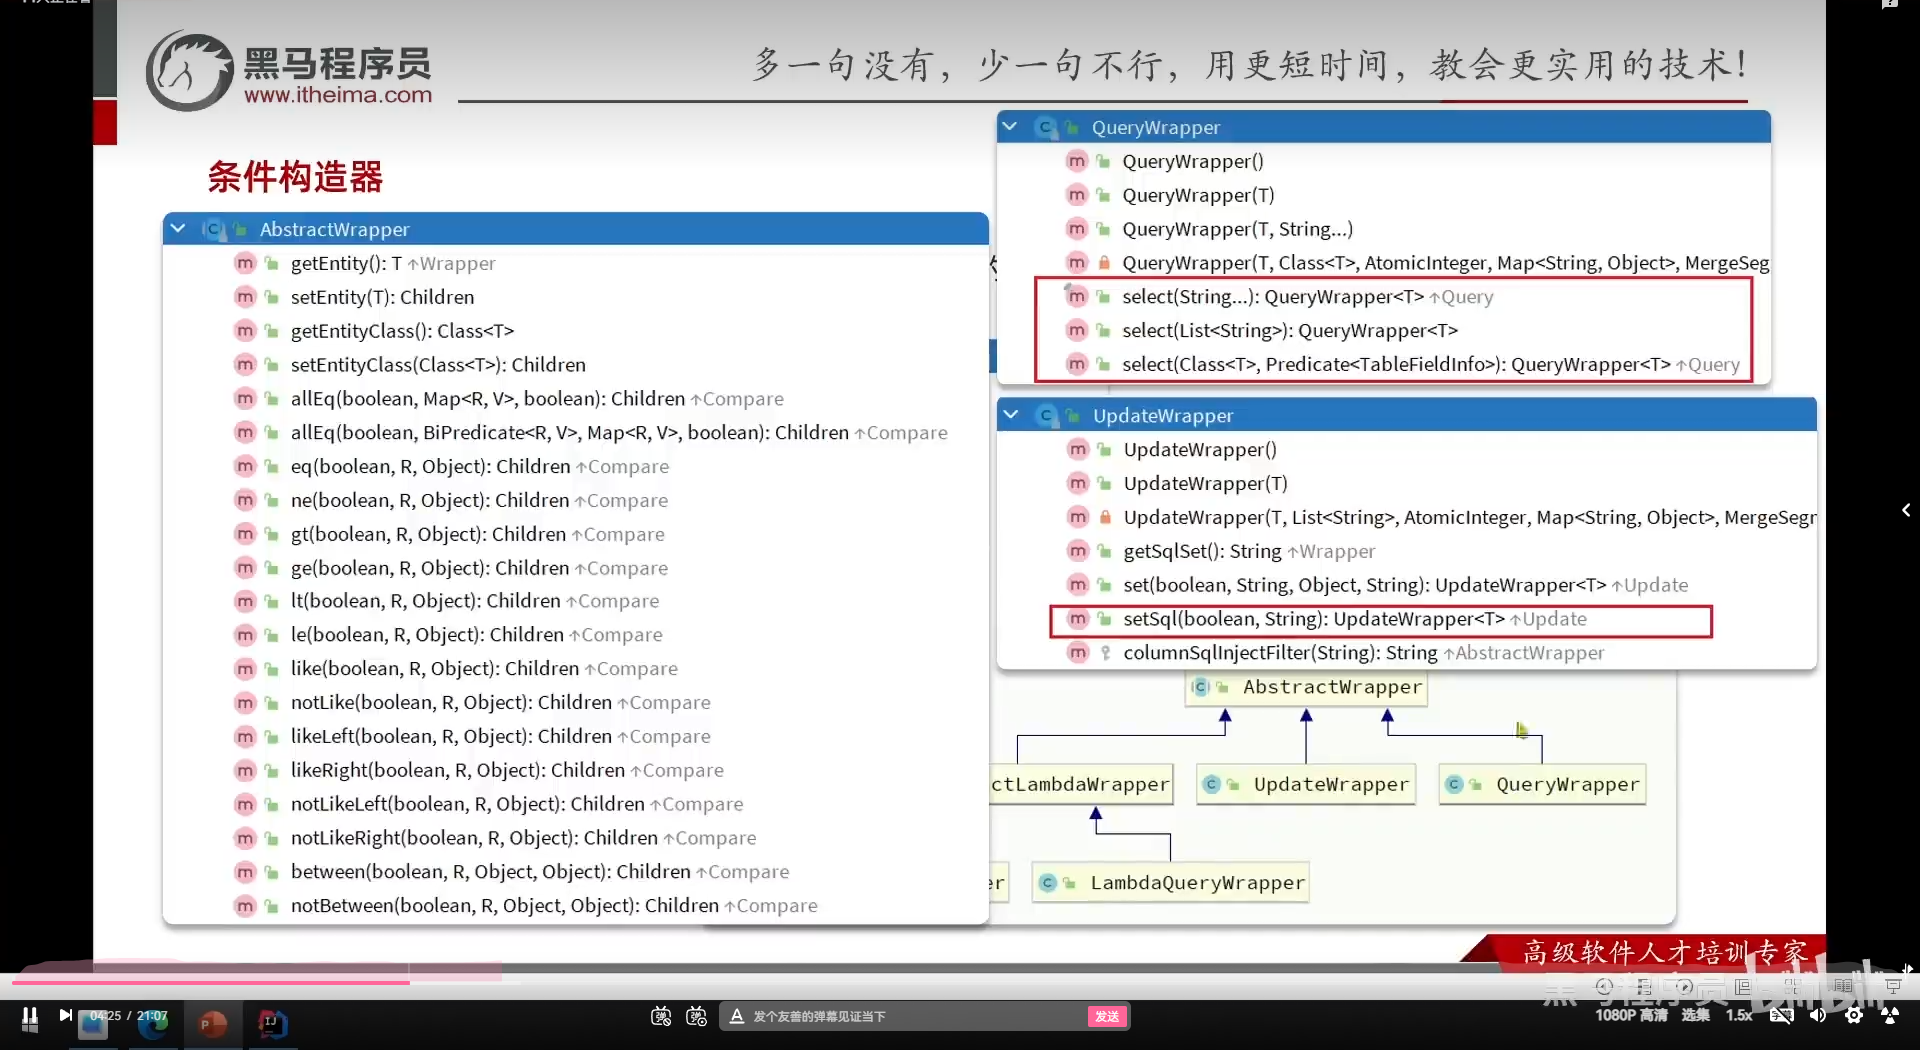 黑马程序员
www.itheima.com
多一句没有，少一句不行，用更短时间，教会更实用的技术！
条件构造器
AbstractWrapper
getEntity(): T ↑Wrapper
setEntity(T): Children
getEntityClass(): Class<T>
setEntityClass(Class<T>): Children
allEq(boolean, Map<R, V>, boolean): Children ↑Compare
allEq(boolean, BiPredicate<R, V>, Map<R, V>, boolean): Children ↑Compare
eq(boolean, R, Object): Children ↑Compare
ne(boolean, R, Object): Children ↑Compare
gt(boolean, R, Object): Children ↑Compare
ge(boolean, R, Object): Children ↑Compare
lt(boolean, R, Object): Children ↑Compare
le(boolean, R, Object): Children ↑Compare
like(boolean, R, Object): Children ↑Compare
notLike(boolean, R, Object): Children ↑Compare
likeLeft(boolean, R, Object): Children ↑Compare
likeRight(boolean, R, Object): Children ↑Compare
notLikeLeft(boolean, R, Object): Children ↑Compare
notLikeRight(boolean, R, Object): Children ↑Compare
between(boolean, R, Object, Object): Children ↑Compare
notBetween(boolean, R, Object, Object): Children ↑Compare
QueryWrapper
QueryWrapper()
QueryWrapper(T)
QueryWrapper(T, String...)
QueryWrapper(T, Class<T>, AtomicInteger, Map<String, Object>, MergeSeg
select(String...): QueryWrapper<T> ↑Query
select(List<String>): QueryWrapper<T>
select(Class<T>, Predicate<TableFieldInfo>): QueryWrapper<T> ↑Query
UpdateWrapper
UpdateWrapper()
UpdateWrapper(T)
UpdateWrapper(T, List<String>, AtomicInteger, Map<String, Object>, MergeSegr
getSqlSet(): String ↑Wrapper
set(boolean, String, Object, String): UpdateWrapper<T> ↑Update
setSql(boolean, String): UpdateWrapper<T> ↑Update
columnSqlInjectFilter(String): String ↑AbstractWrapper
AbstractWrapper
ctLambdaWrapper
UpdateWrapper
QueryWrapper
er
LambdaQueryWrapper
高级软件人才培训专家
黑马程序员 bilibili
04:25 / 21:07
发个友善的弹幕见证当下
发送
1080P 高清
选集
1.5x